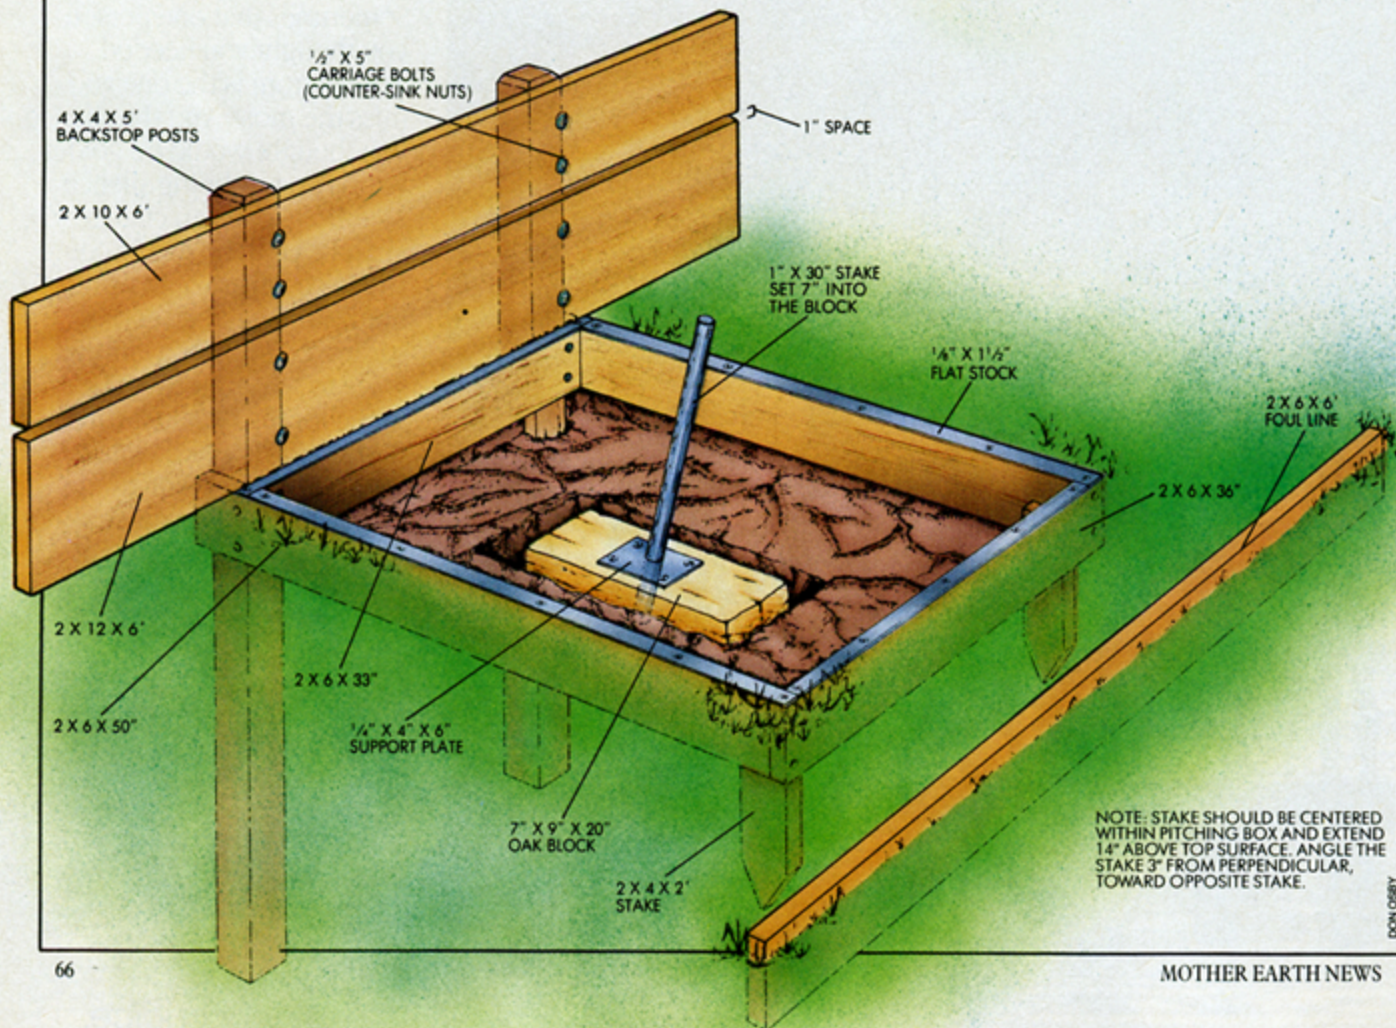 ½" X 5"
CARRIAGE BOLTS
(COUNTER-SINK NUTS)
4 X 4 X 5'
BACKSTOP POSTS
1" SPACE
2 X 10 X 6'
1" X 30" STAKE
SET 7" INTO
THE BLOCK
⅛" X 1½"
FLAT STOCK
2 X 6 X 6'
FOUL LINE
2 X 6 X 36"
2 X 12 X 6'
2 X 6 X 33"
2 X 6 X 50"
¼" X 4" X 6"
SUPPORT PLATE
7" X 9" X 20"
OAK BLOCK
2 X 4 X 2'
STAKE
NOTE: STAKE SHOULD BE CENTERED
WITHIN PITCHING BOX AND EXTEND
14" ABOVE TOP SURFACE. ANGLE THE
STAKE 3" FROM PERPENDICULAR,
TOWARD OPPOSITE STAKE.
DON OSBY
66
MOTHER EARTH NEWS